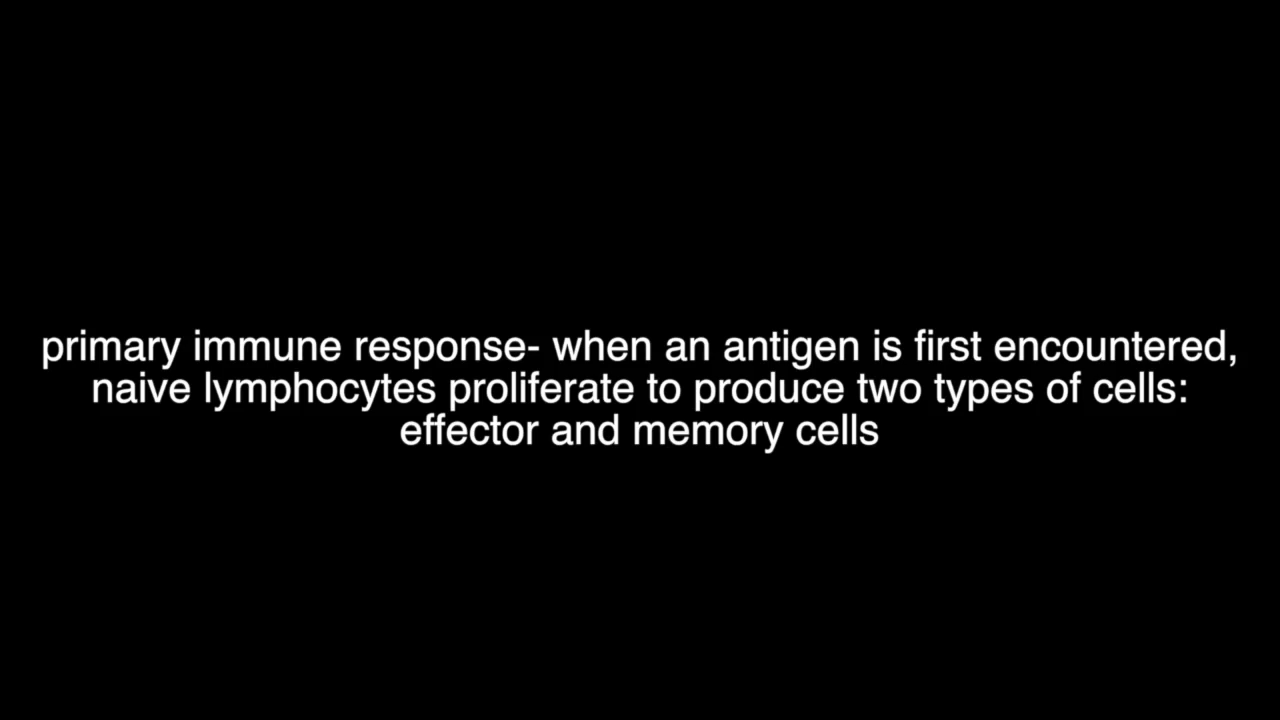 primary immune response- when an antigen is first encountered,
naive lymphocytes proliferate to produce two types of cells:
effector and memory cells